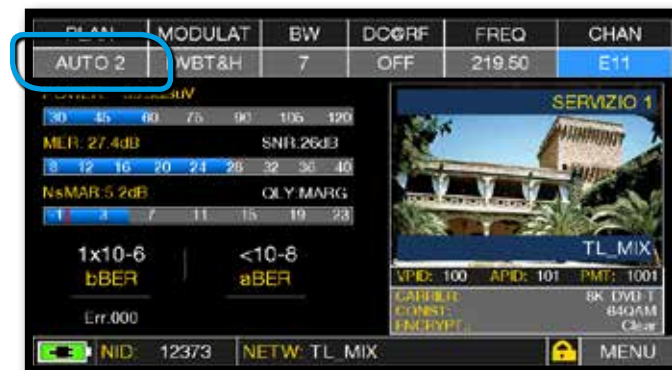 PLAN MODULAT BW DC@RF FREQ CHAN
AUTO 2 DVBT&H 7 OFF 219.50 E11
SERVIZIO 1
30 45 60 75 90 105 120
MER: 27.4dB SNR:26dB
8 12 16 20 24 28 32 36 40
NsMAR:5.2dB QLY:MARG
-1 3 7 11 15 19 23
TL_MIX
1x10-6 <10-8
bBER aBER
VPID: 100 APID: 101 PMT: 1001
CARRIER: 8K DVB T
CONST: 64QAM
Err.000
ENCRYPT.: Clear
NID: 12373 NETW: TL_MIX MENU